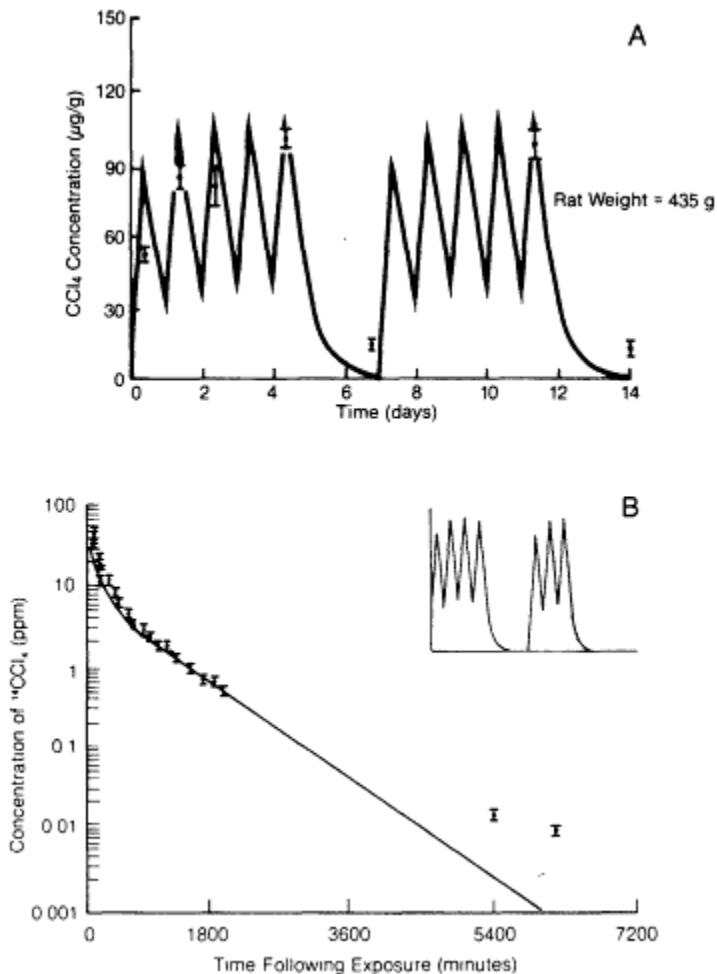 A
150
120
90
60
30
0
CCl₄ Concentration (µg/g)
Rat Weight = 435 g
0 2 4 6 8 10 12 14
Time (days)
B
100
10
1
0.1
0 01
0 001
Concentration of ¹⁴CCl₄ (ppm)
0 1800 3600 5400 7200
Time Following Exposure (minutes)